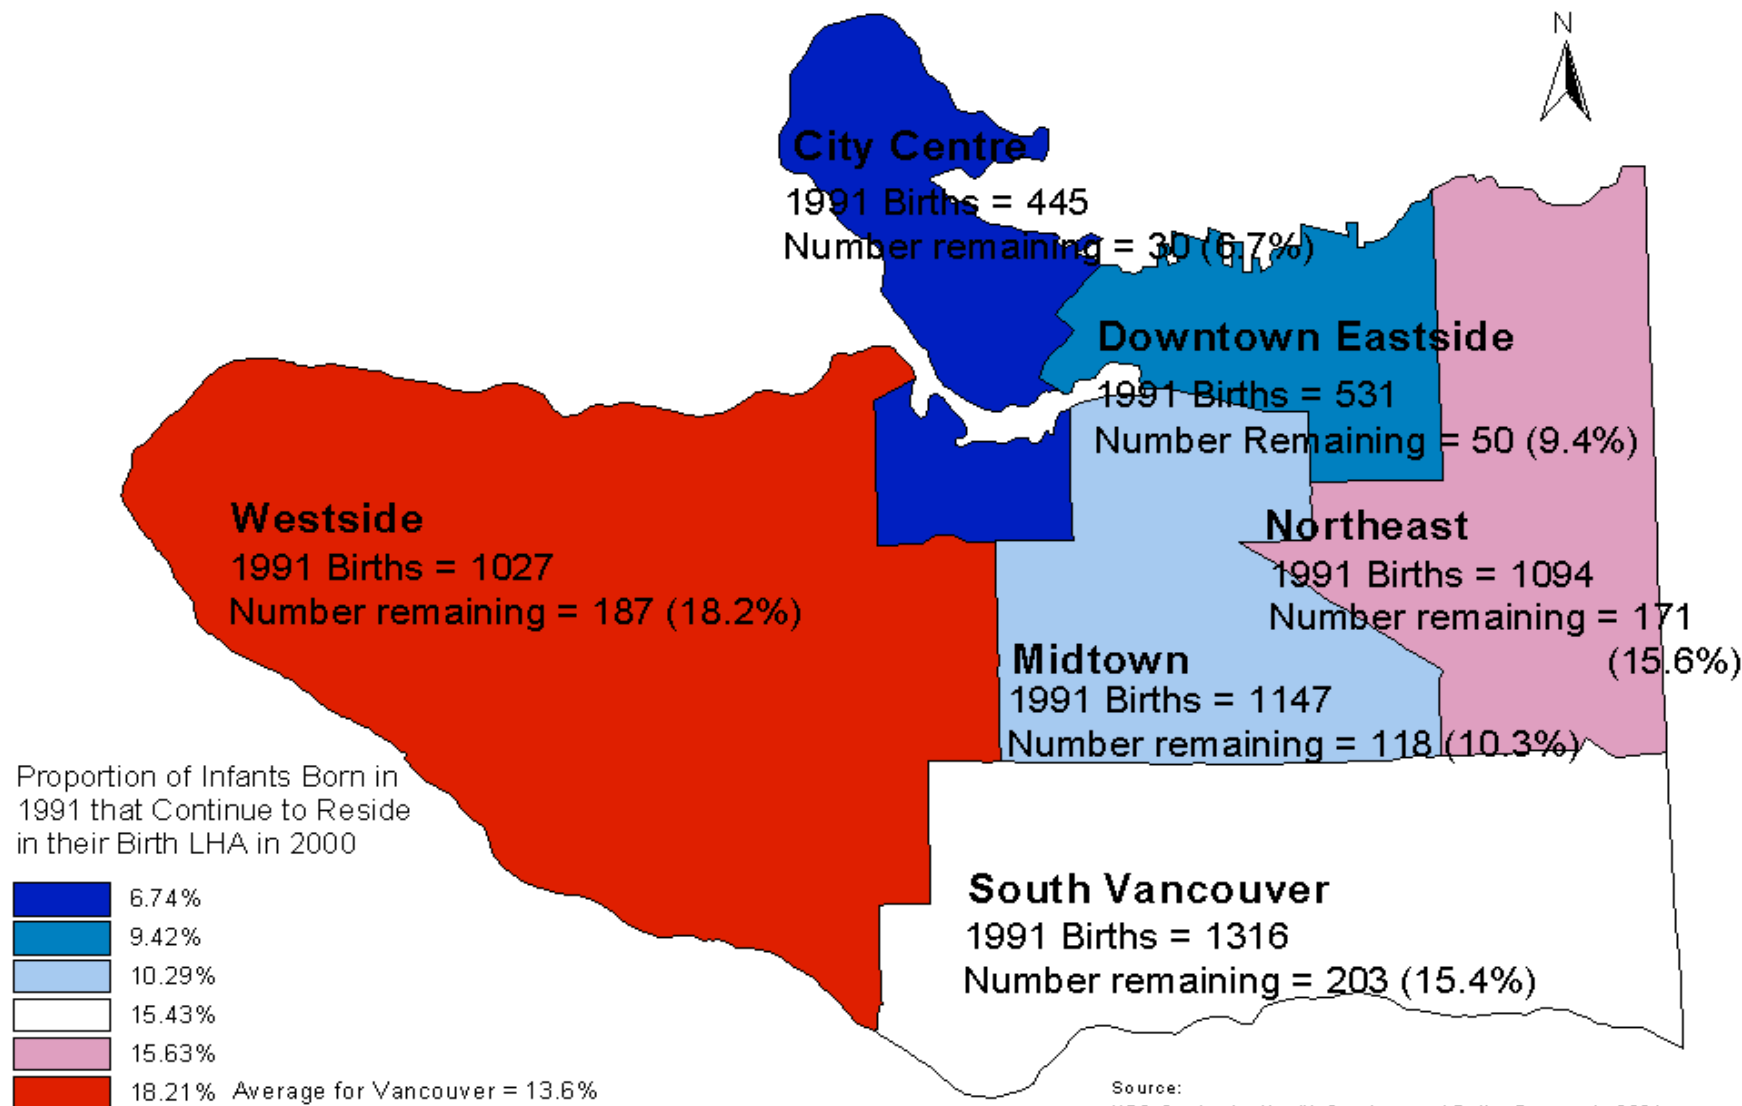 N
City Centre
1991 Births = 445
Number remaining = 30 (6.7%)
Downtown Eastside
1991 Births = 531
Number Remaining = 50 (9.4%)
Westside
1991 Births = 1027
Number remaining = 187 (18.2%)
Northeast
1991 Births = 1094
Number remaining = 171
(15.6%)
Midtown
1991 Births = 1147
Number remaining = 118 (10.3%)
South Vancouver
1991 Births = 1316
Number remaining = 203 (15.4%)
Proportion of Infants Born in
1991 that Continue to Reside
in their Birth LHA in 2000
6.74%
9.42%
10.29%
15.43%
15.63%
18.21% Average for Vancouver = 13.6%
Source: